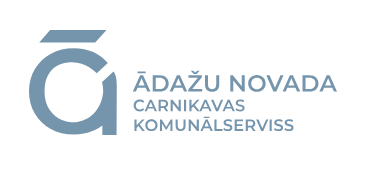 ā
ĀDAŽU NOVADA
CARNIKAVAS
KOMUNĀLSERVISS